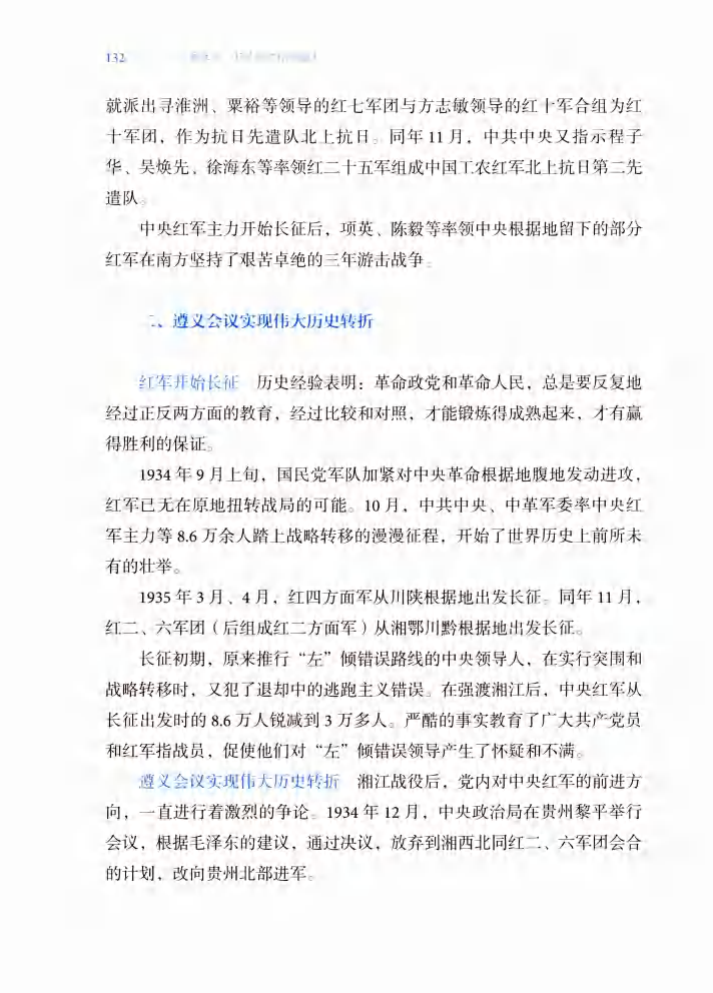 132
就派出寻淮洲、粟裕等领导的红七军团与方志敏领导的红十军合组为红
十军团，作为抗日先遣队北上抗日。同年 11 月，中共中央又指示程子
华、吴焕先、徐海东等率领红二十五军组成中国工农红军北上抗日第二先
遣队。
中央红军主力开始长征后，项英、陈毅等率领中央根据地留下的部分
红军在南方坚持了艰苦卓绝的三年游击战争。
二、遵义会议实现伟大历史转折
红军开始长征 历史经验表明：革命政党和革命人民，总是要反复地
经过正反两方面的教育，经过比较和对照，才能锻炼得成熟起来，才有赢
得胜利的保证。
1934 年 9 月上旬，国民党军队加紧对中央革命根据地腹地发动进攻，
红军已无在原地扭转战局的可能。10 月，中共中央、中革军委率中央红
军主力等 8.6 万余人踏上战略转移的漫漫征程，开始了世界历史上前所未
有的壮举。
1935 年 3 月、4 月，红四方面军从川陕根据地出发长征。同年 11 月，
红二、六军团（后组成红二方面军）从湘鄂川黔根据地出发长征。
长征初期，原来推行“左”倾错误路线的中央领导人，在实行突围和
战略转移时，又犯了退却中的逃跑主义错误。在强渡湘江后，中央红军从
长征出发时的 8.6 万人锐减到 3 万多人。严酷的事实教育了广大共产党员
和红军指战员，促使他们对“左”倾错误领导产生了怀疑和不满。
遵义会议实现伟大历史转折 湘江战役后，党内对中央红军的前进方
向，一直进行着激烈的争论。1934 年 12 月，中央政治局在贵州黎平举行
会议，根据毛泽东的建议，通过决议，放弃到湘西北同红二、六军团会合
的计划，改向贵州北部进军。